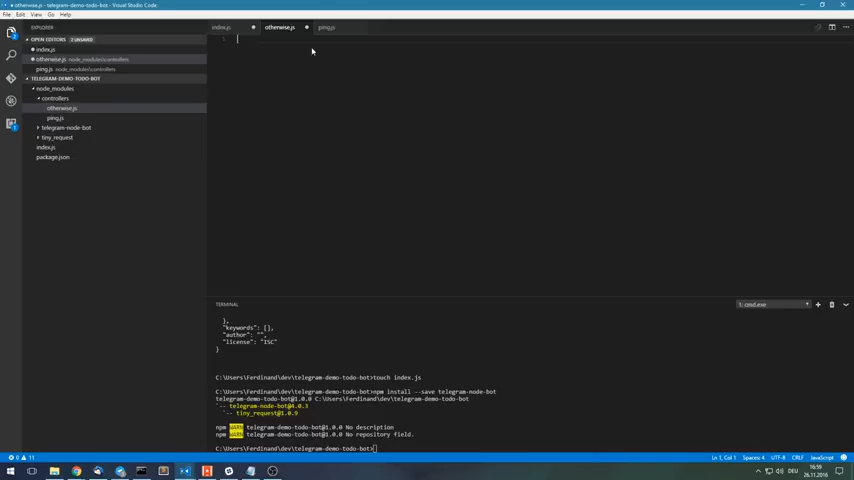 ● otherwise.js - telegram-demo-todo-bot - Visual Studio Code
File Edit View Go Help
EXPLORER
index.js
otherwise.js
ping.js
OPEN EDITORS 2 UNSAVED
index.js
otherwise.js node_modules\controllers
ping.js node_modules\controllers
TELEGRAM-DEMO-TODO-BOT
node_modules
controllers
otherwise.js
ping.js
telegram-node-bot
tiny_request
index.js
package.json
1
TERMINAL
1: cmd.exe
},
"keywords": [],
"author": "",
"license": "ISC"
}
C:\Users\Ferdinand\dev\telegram-demo-todo-bot>touch index.js
C:\Users\Ferdinand\dev\telegram-demo-todo-bot>npm install --save telegram-node-bot
telegram-demo-todo-bot@1.0.0 C:\Users\Ferdinand\dev\telegram-demo-todo-bot
`-- telegram-node-bot@4.0.3
`-- tiny_request@1.0.9
npm WARN telegram-demo-todo-bot@1.0.0 No description
npm WARN telegram-demo-todo-bot@1.0.0 No repository field.
C:\Users\Ferdinand\dev\telegram-demo-todo-bot>
0 11
Ln 1, Col 1 Spaces: 4 UTF-8 CRLF JavaScript
DEU
16:59
26.11.2016